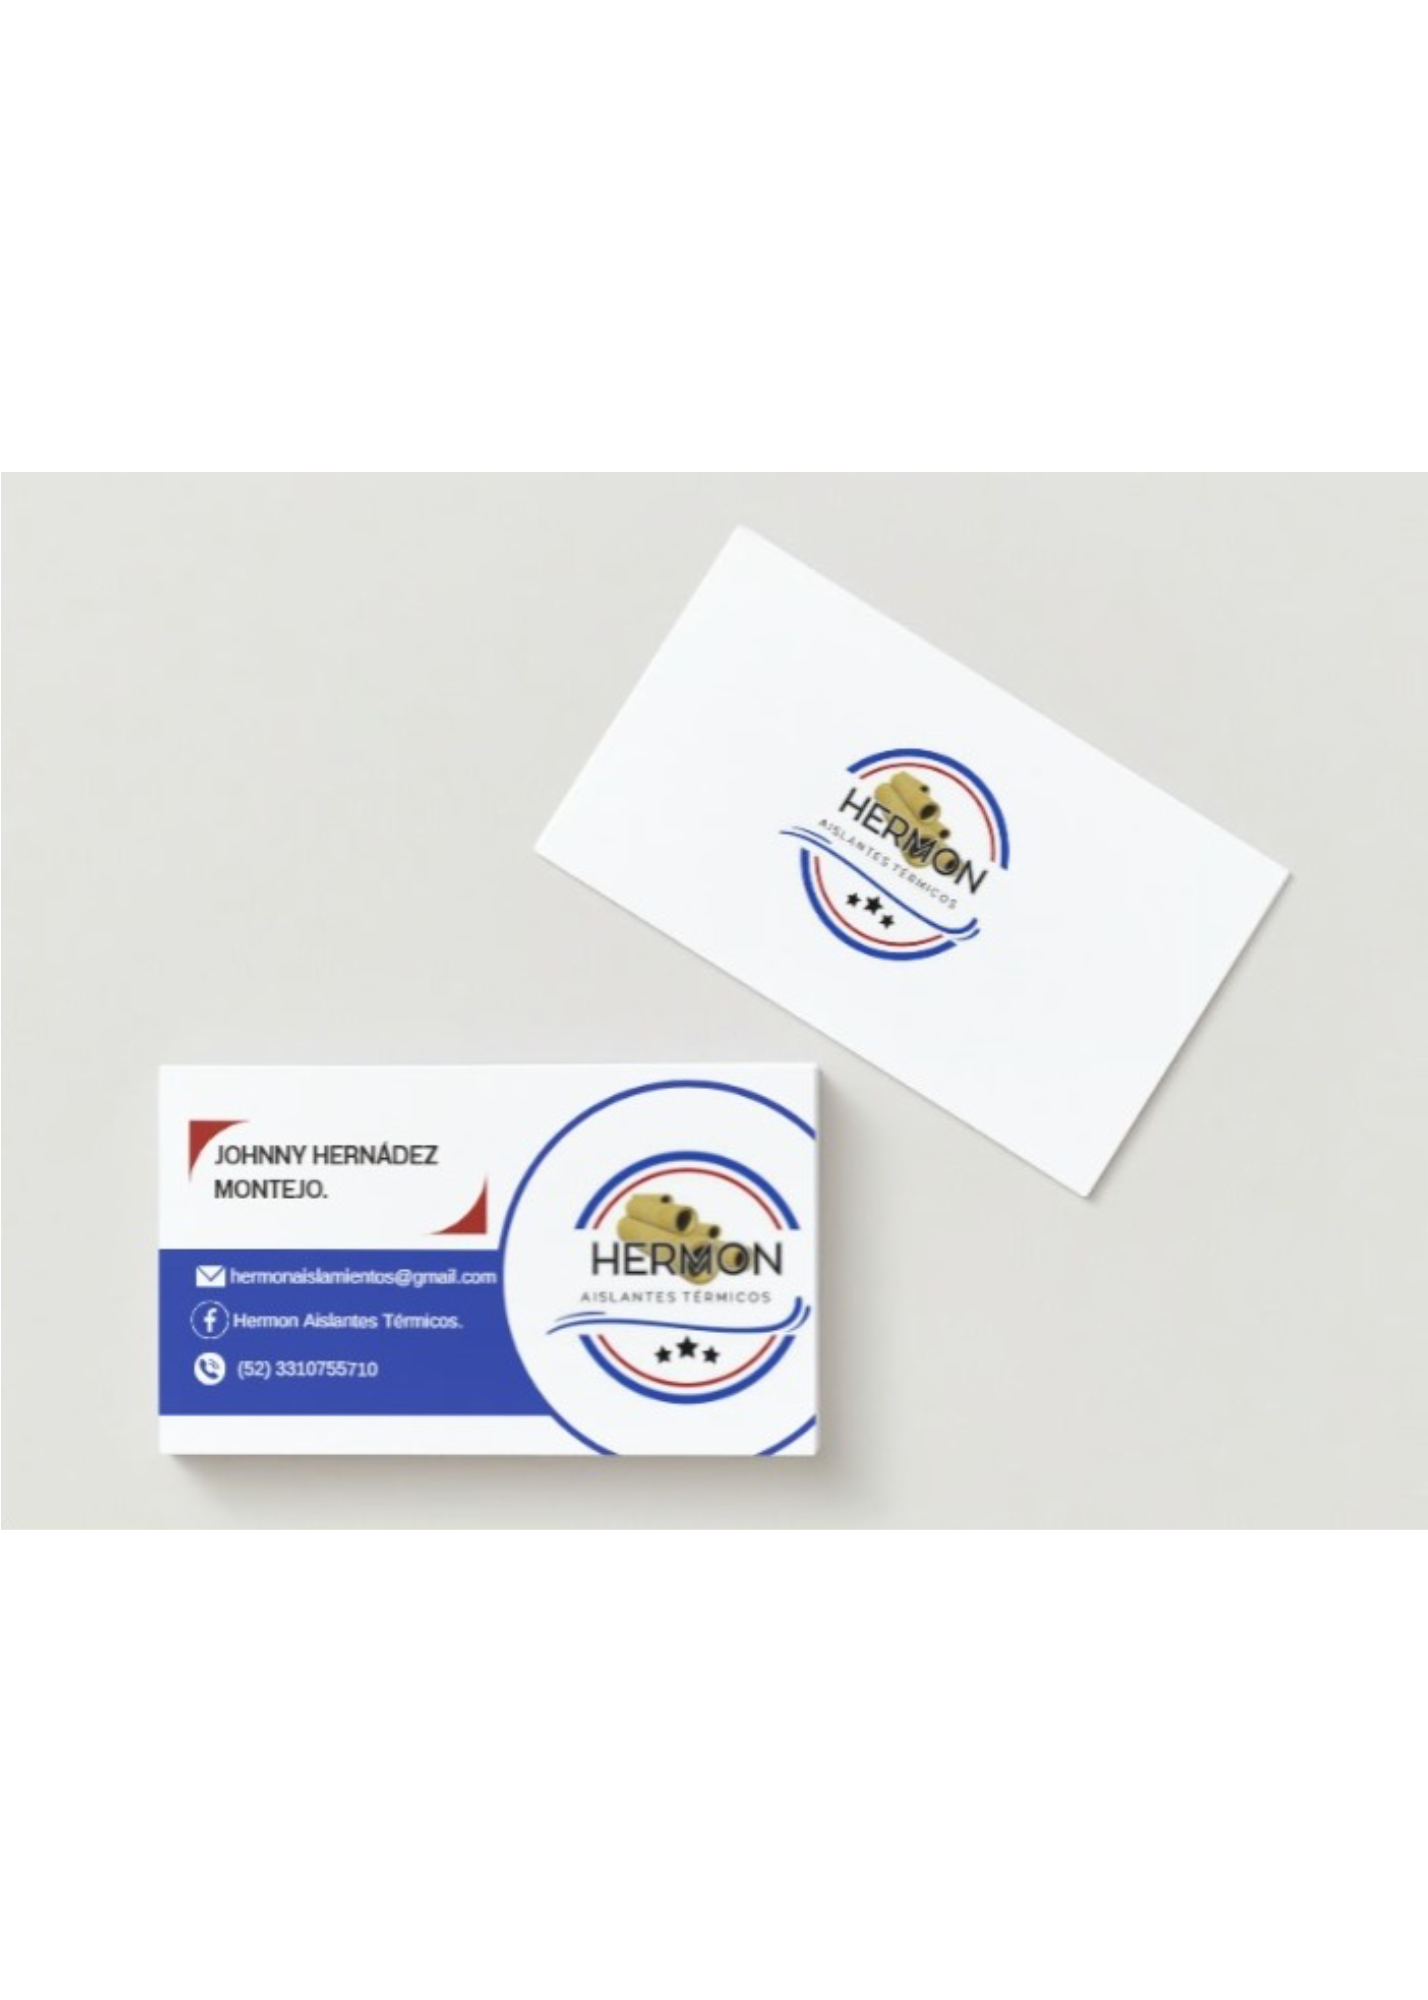 HERMON
AISLANTES TÉRMICOS
JOHNNY HERNÁDEZ
MONTEJO.
hermonaislamientos@gmail.com
Hermon Aislantes Térmicos.
(52) 3310755710
HERMON
AISLANTES TÉRMICOS